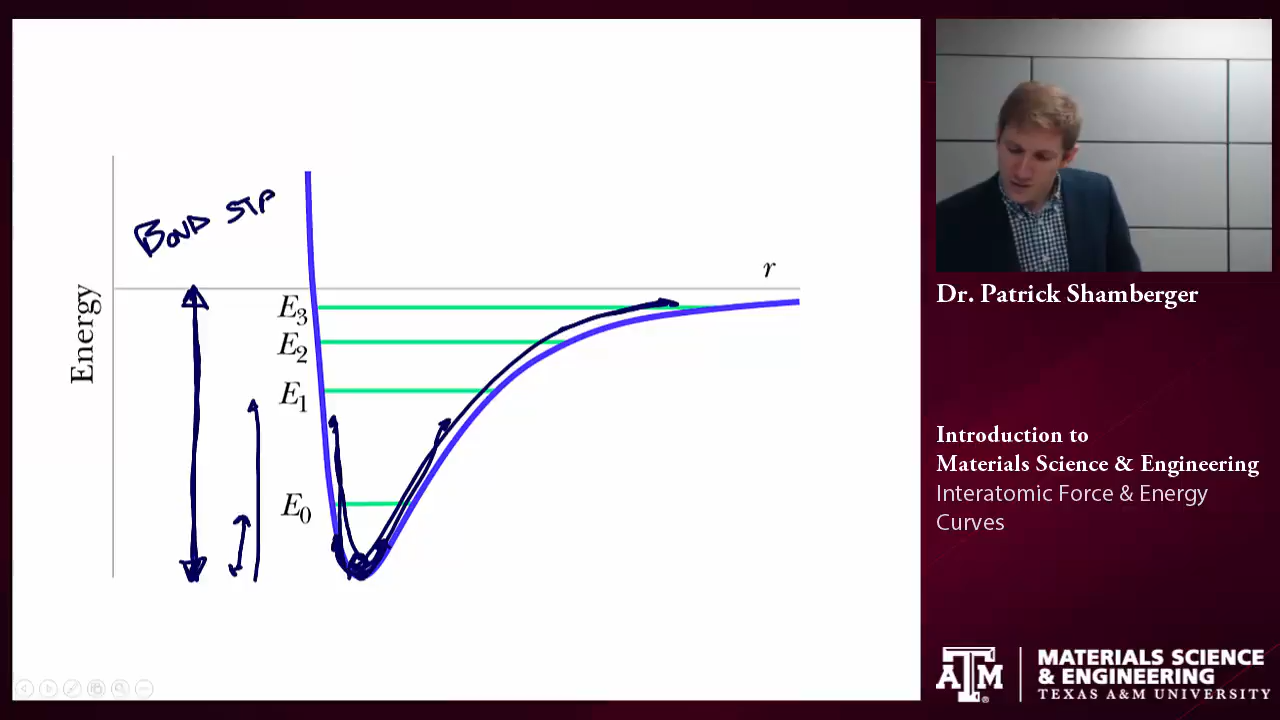 BOND STR
r
Energy
E3
E2
E1
E0
Dr. Patrick Shamberger
Introduction to
Materials Science & Engineering
Interatomic Force & Energy
Curves
ATM®
MATERIALS SCIENCE
& ENGINEERING
TEXAS A&M UNIVERSITY